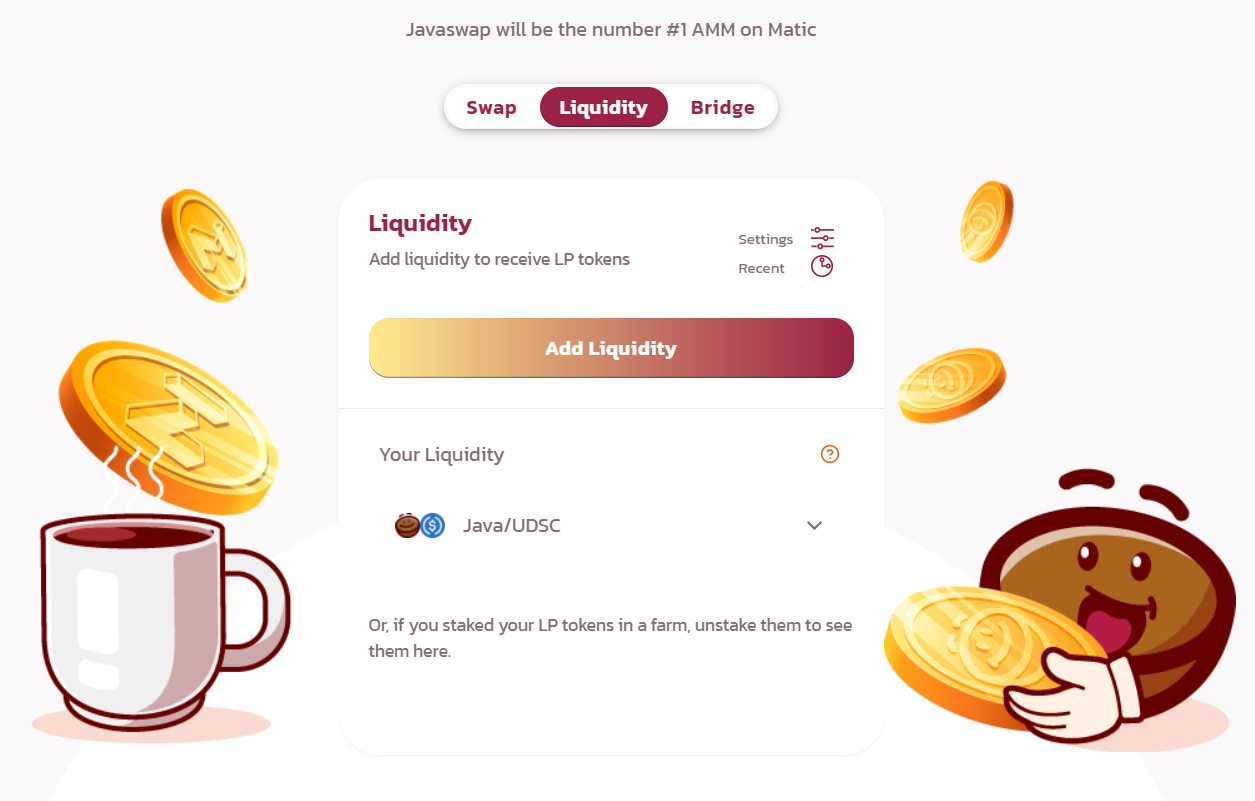 Javaswap will be the number #1 AMM on Matic
Swap
Liquidity
Bridge
Liquidity
Add liquidity to receive LP tokens
Settings
Recent
Add Liquidity
Your Liquidity
Java/UDSC
Or, if you staked your LP tokens in a farm, unstake them to see
them here.